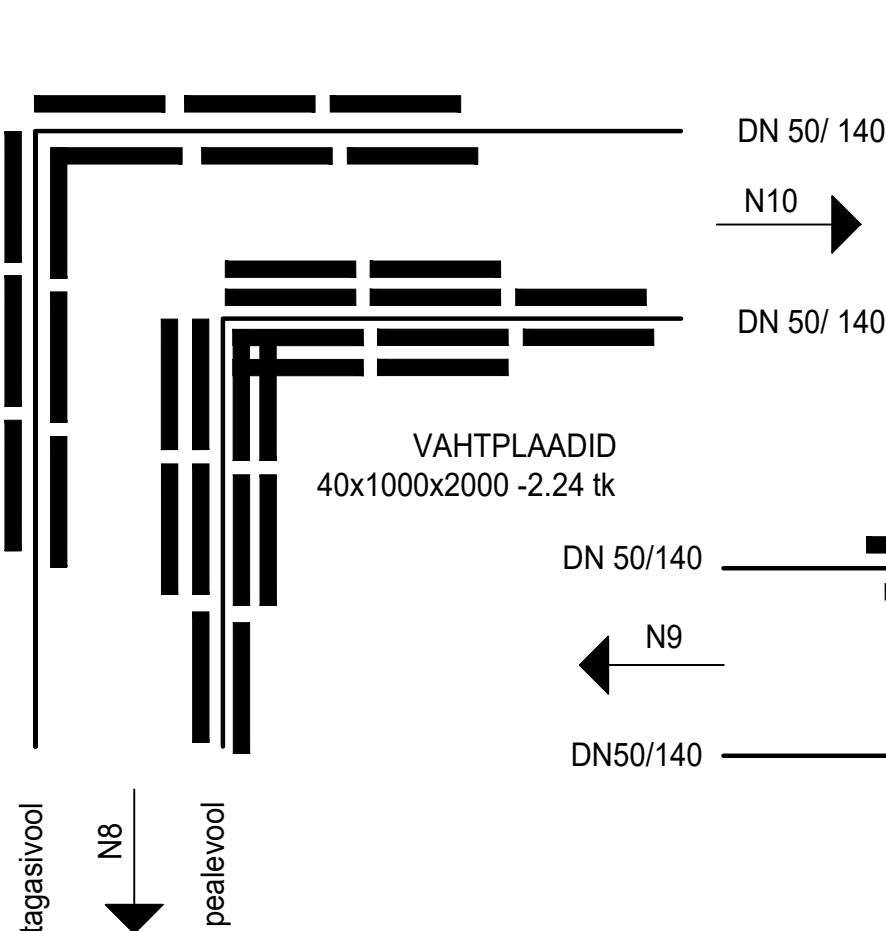 DN 50/ 140
N10
DN 50/ 140
VAHTPLAADID
40x1000x2000 -2.24 tk
DN 50/140
N9
DN50/140
tagasivool
N8
pealevool